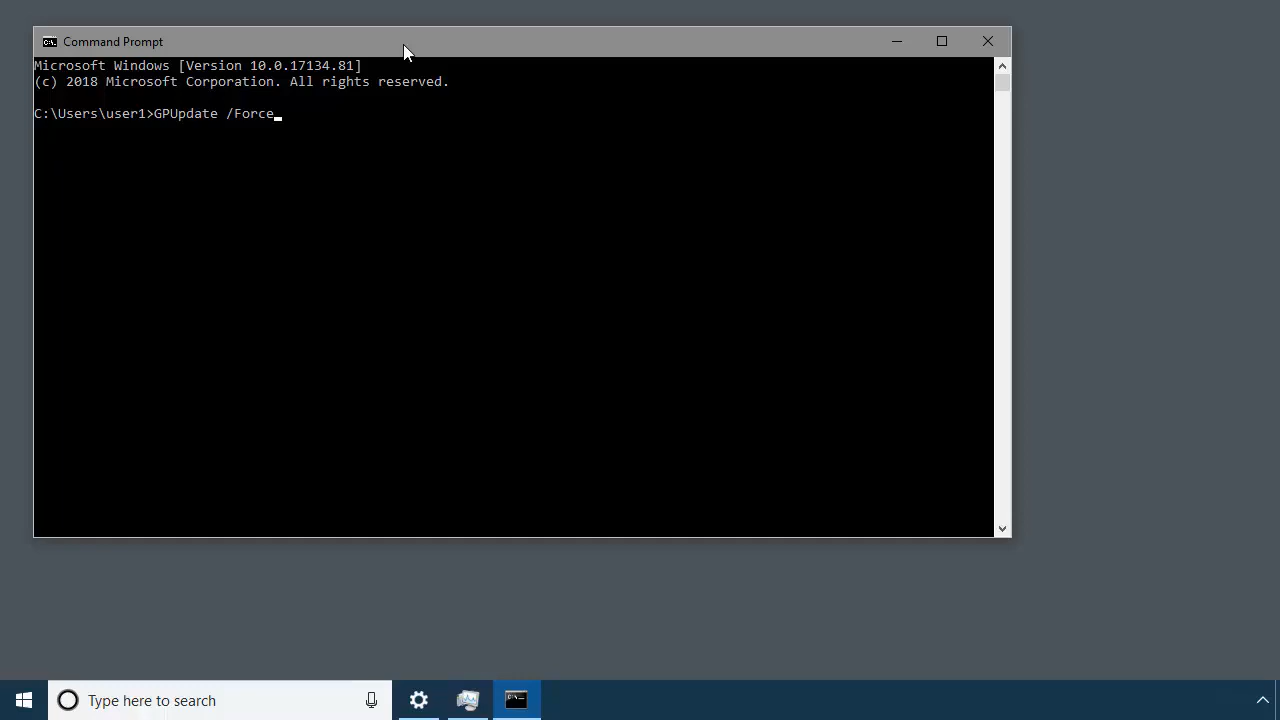 Command Prompt
Microsoft Windows [Version 10.0.17134.81]
(c) 2018 Microsoft Corporation. All rights reserved.
C:\Users\user1>GPUpdate /Force
Type here to search